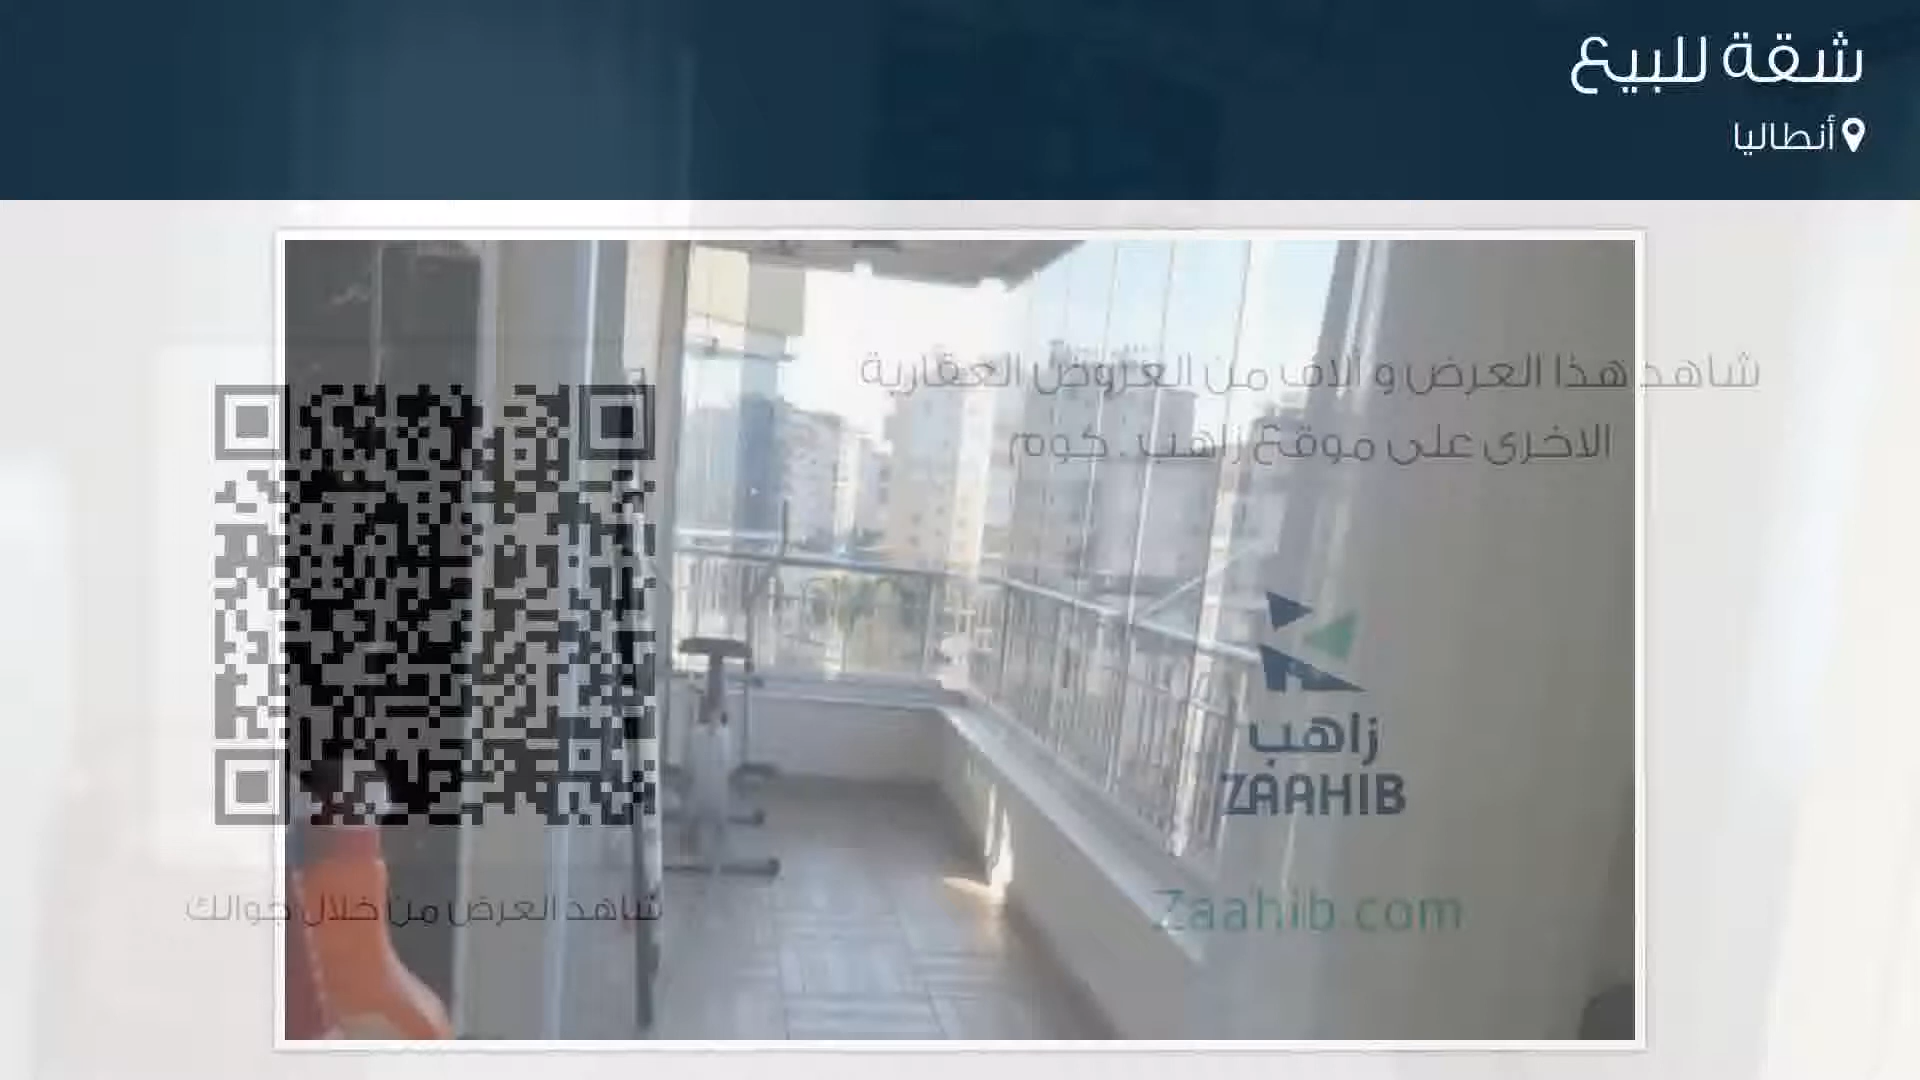 شقة للبيع
أنطاليا
شاهد هذا العرض و آلاف من العروض العقارية
الاخرى على موقع زاهب . كوم
زاهب
ZAAHIB
Zaahib.com
شاهد العرض من خلال جوالك